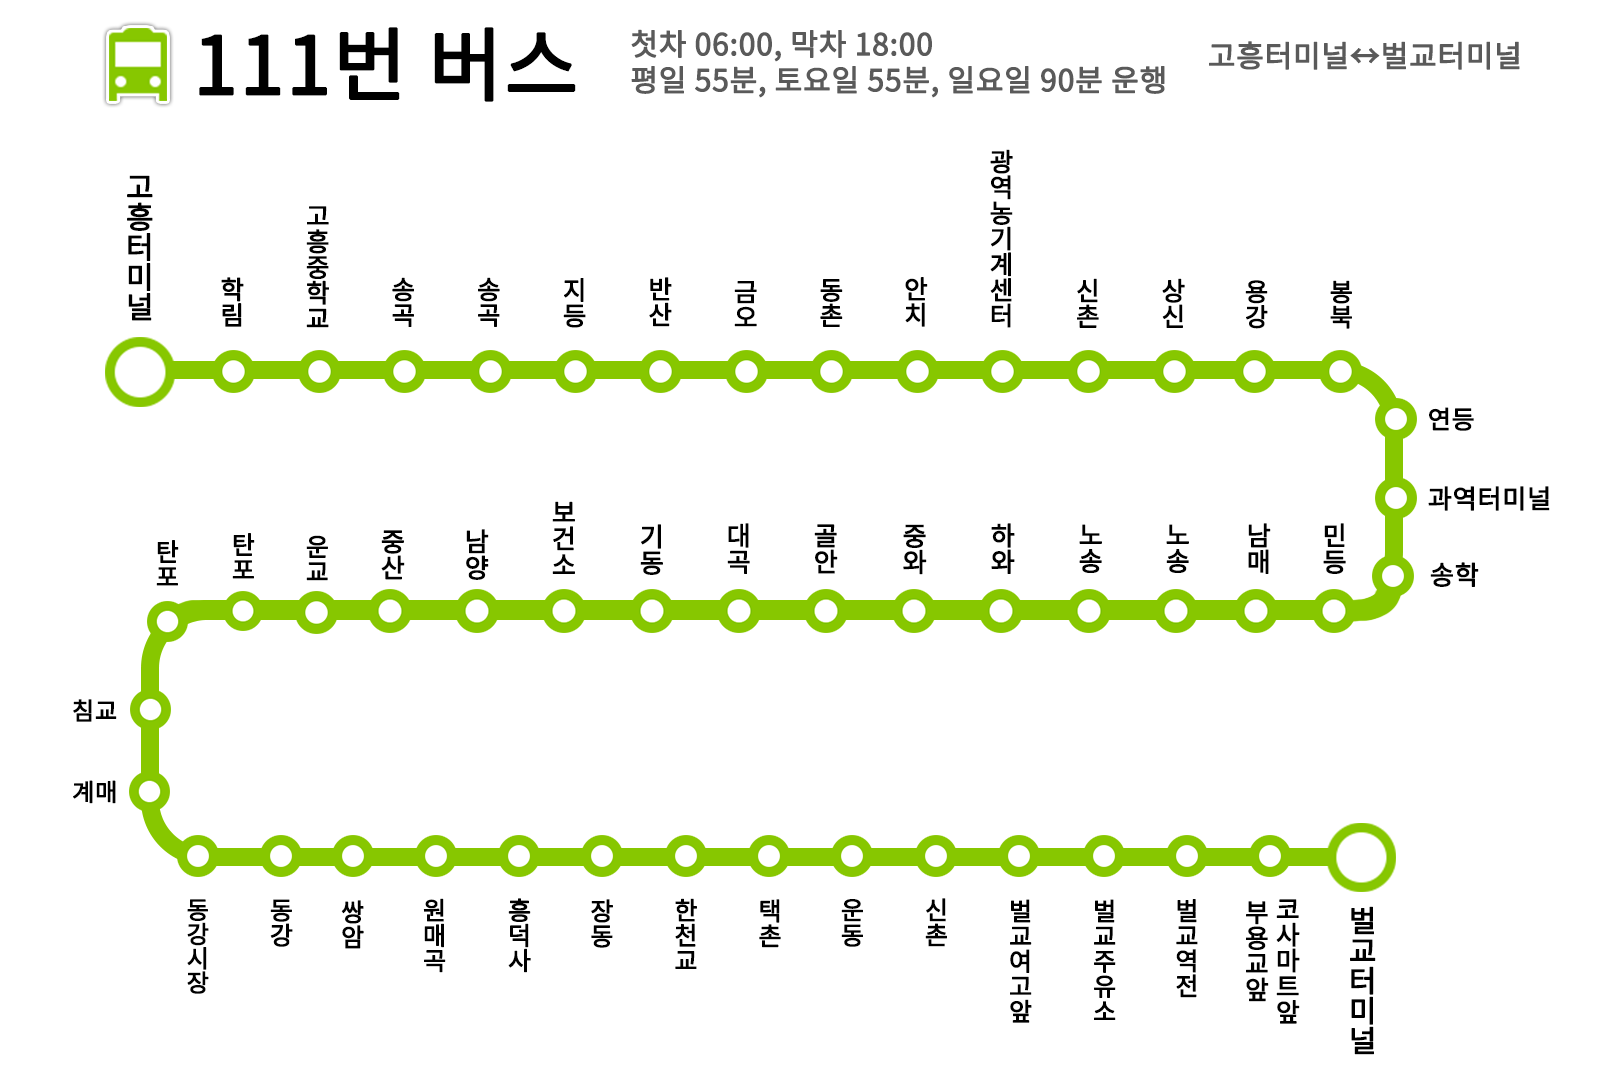 111번 버스
첫차 06:00, 막차 18:00
평일 55분, 토요일 55분, 일요일 90분 운행
고흥터미널↔벌교터미널
고흥터미널
학림
고흥중학교
송곡
송곡
지등
반산
금오
동촌
안치
광역농기계센터
신촌
상신
용강
봉북
연등
과역터미널
송학
민등
남매
노송
노송
하와
중와
골안
대곡
기동
보건소
남양
중산
운교
탄포
탄포
침교
계매
동강시장
동강
쌍암
원매곡
흥덕사
장동
한천교
택촌
운동
신촌
벌교여고앞
벌교주유소
벌교역전
부용교앞
코사마트앞
벌교터미널